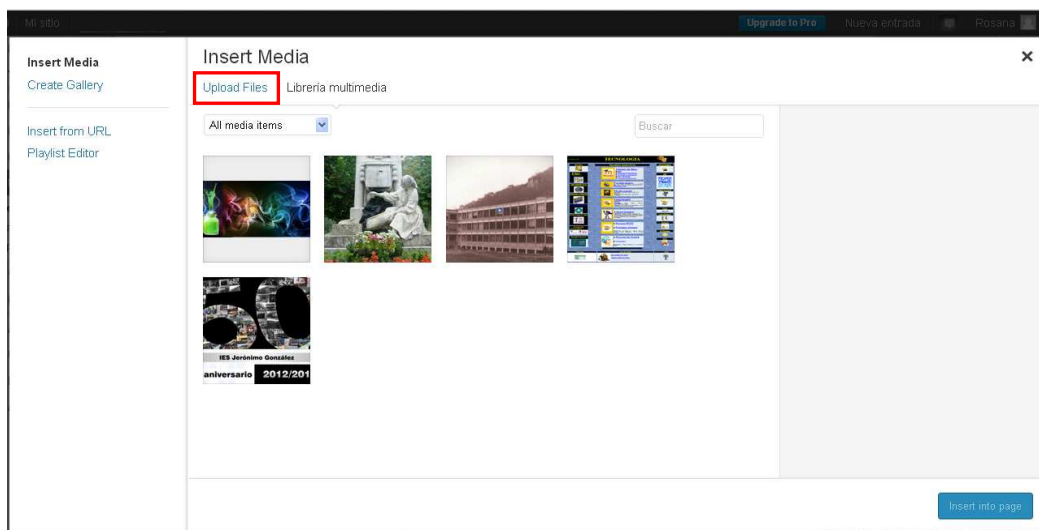 Mi sitio
Upgrade to Pro
Nueva entrada
Rosana
Insert Media
Create Gallery
Insert from URL
Playlist Editor
Insert Media
Upload Files
Librería multimedia
All media items
Buscar
TECNOLOGIA
50
IES Jerónimo González
aniversario 2012/201
Insert into page